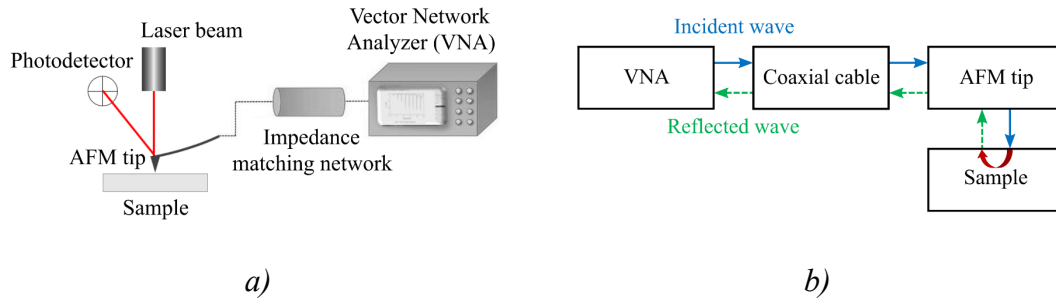 Laser beam
Photodetector
Vector Network
Analyzer (VNA)
Impedance
matching network
AFM tip
Sample
a)
Incident wave
VNA
Coaxial cable
AFM tip
Reflected wave
Sample
b)